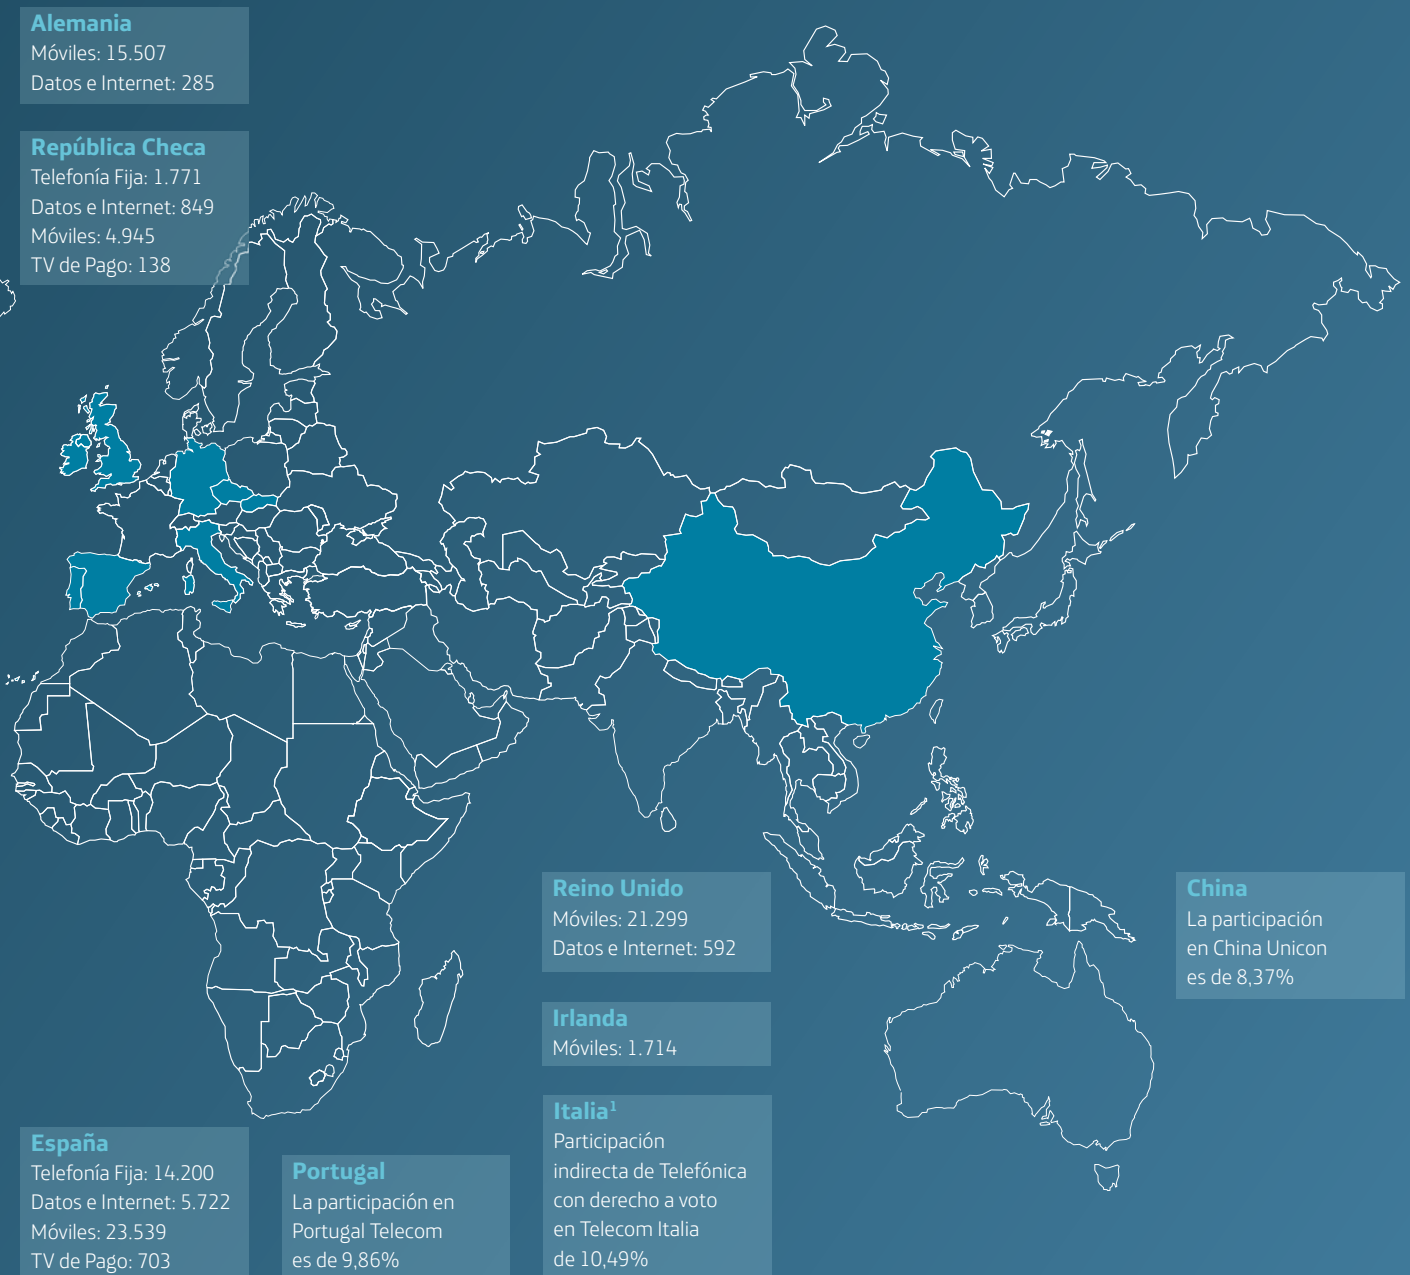 Alemania
Móviles: 15.507
Datos e Internet: 285
República Checa
Telefonía Fija: 1.771
Datos e Internet: 849
Móviles: 4.945
TV de Pago: 138
Reino Unido
Móviles: 21.299
Datos e Internet: 592
Irlanda
Móviles: 1.714
China
La participación
en China Unicon
es de 8,37%
España
Telefonía Fija: 14.200
Datos e Internet: 5.722
Móviles: 23.539
TV de Pago: 703
Portugal
La participación en
Portugal Telecom
es de 9,86%
Italia¹
Participación
indirecta de Telefónica
con derecho a voto
en Telecom Italia
de 10,49%